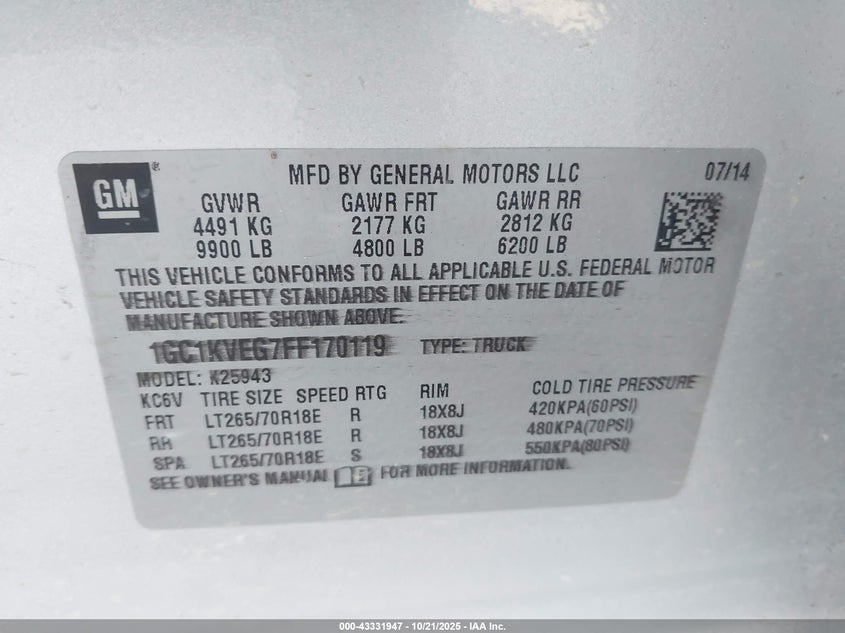 GM®
MFD BY GENERAL MOTORS LLC 07/14
GVWR GAWR FRT GAWR RR
4491 KG 2177 KG 2812 KG
9900 LB 4800 LB 6200 LB
THIS VEHICLE CONFORMS TO ALL APPLICABLE U.S. FEDERAL MOTOR
VEHICLE SAFETY STANDARDS IN EFFECT ON THE DATE OF
MANUFACTURE SHOWN ABOVE.
1GC1KVEG7FF170119 TYPE: TRUCK
MODEL: K25943
KC6V TIRE SIZE SPEED RTG RIM COLD TIRE PRESSURE
FRT LT265/70R18E R 18X8J 420KPA(60PSI)
RR LT265/70R18E R 18X8J 480KPA(70PSI)
SPA LT265/70R18E S 18X8J 550KPA(80PSI)
SEE OWNER'S MANUAL FOR MORE INFORMATION.
000-43331947 - 10/21/2025 - IAA Inc.